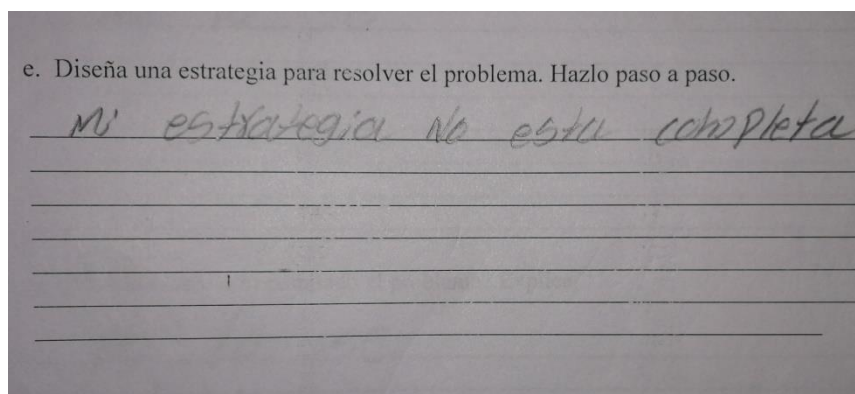 e. Diseña una estrategia para resolver el problema. Hazlo paso a paso.
Mi estrategia No esta completa